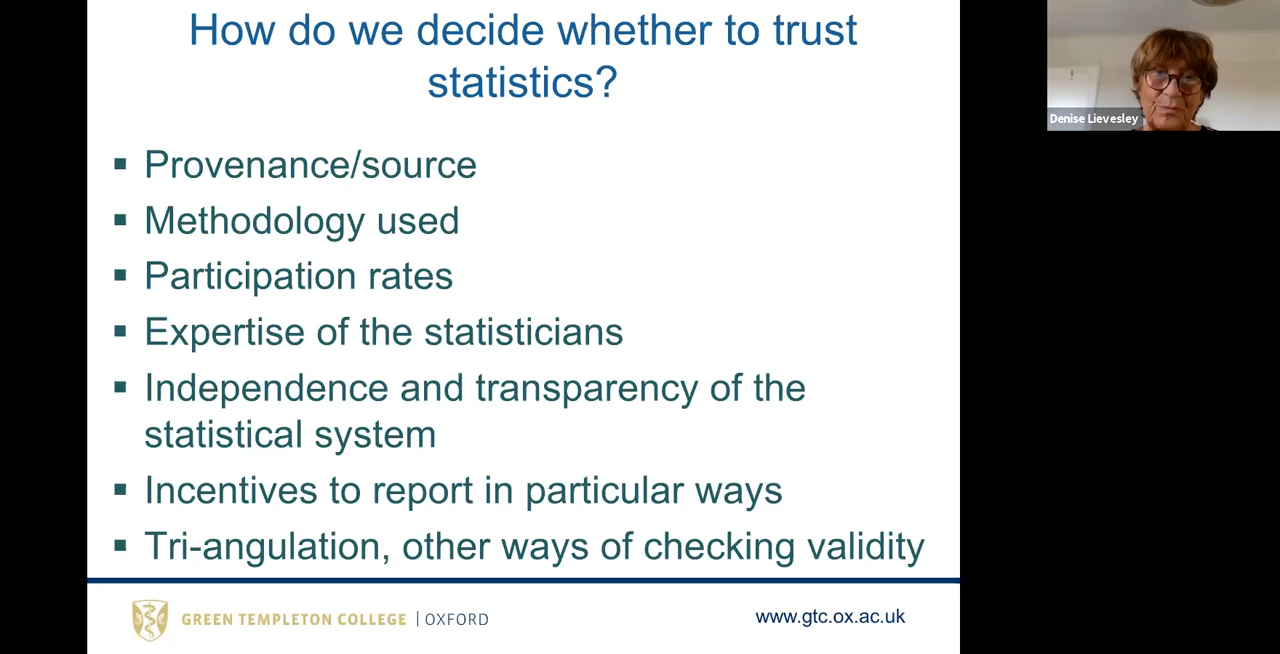 How do we decide whether to trust
statistics?
▪ Provenance/source
▪ Methodology used
▪ Participation rates
▪ Expertise of the statisticians
▪ Independence and transparency of the
statistical system
▪ Incentives to report in particular ways
▪ Tri-angulation, other ways of checking validity
GREEN TEMPLETON COLLEGE | OXFORD
www.gtc.ox.ac.uk
Denise Lievesley